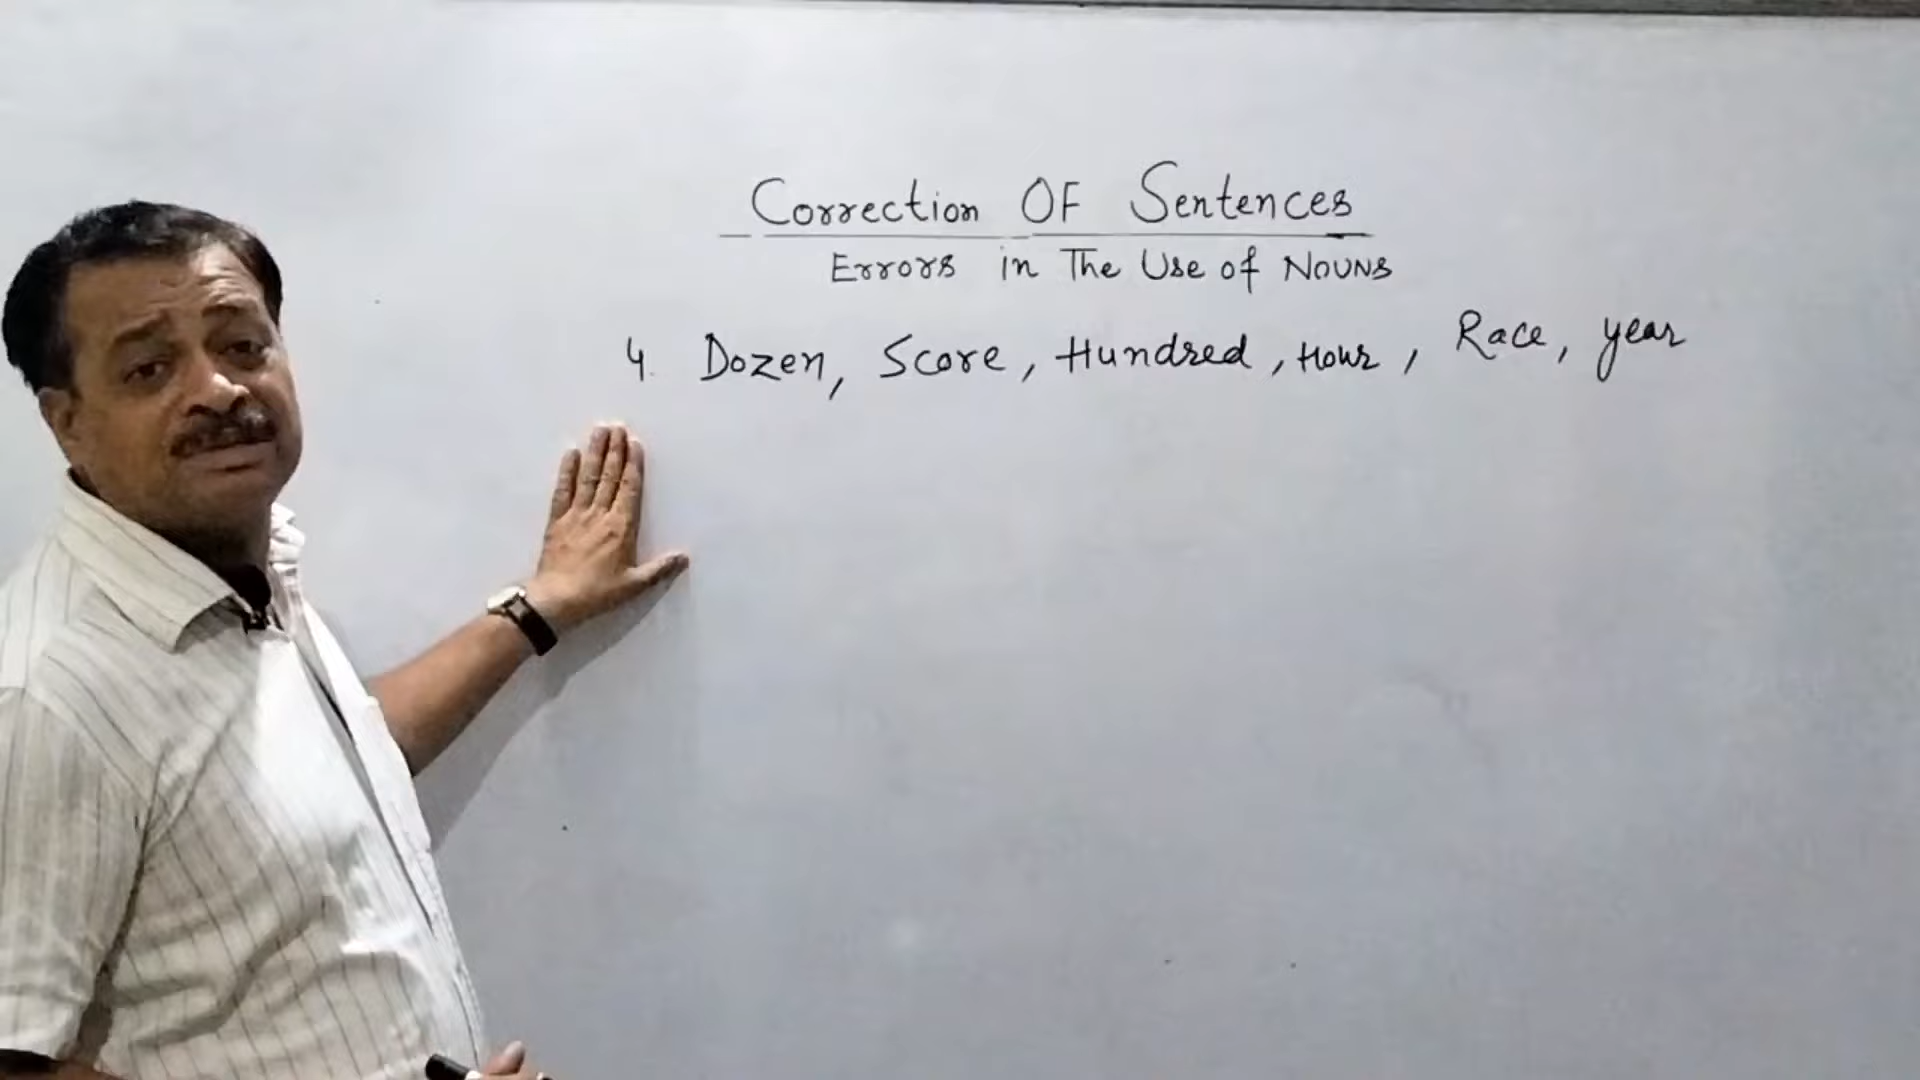 Correction OF Sentences
Errors in The Use of NOUNS
4. Dozen, Score, Hundred, Hour, Race, year